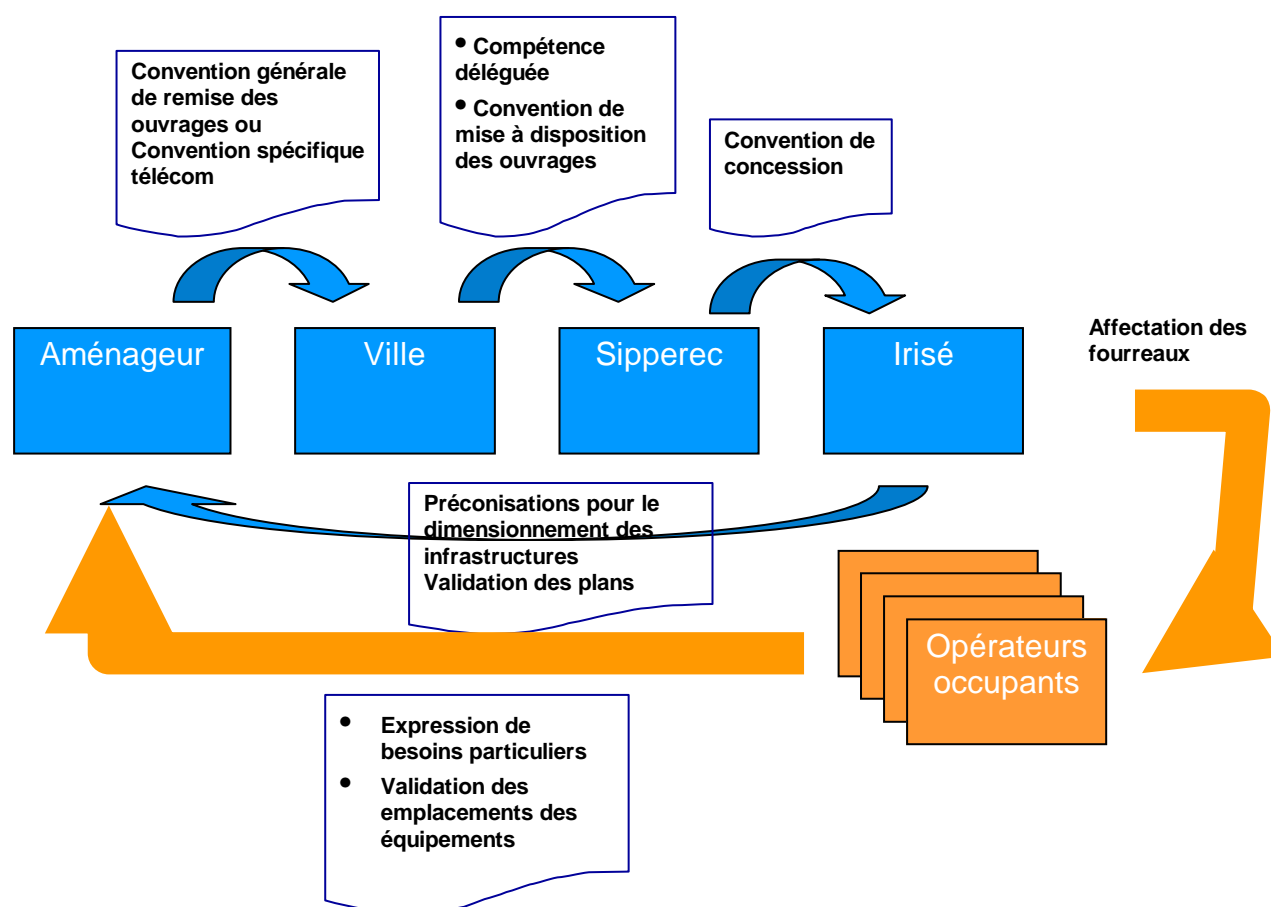 Convention générale
de remise des
ouvrages ou
Convention spécifique
télécom
• Compétence
déléguée
• Convention de
mise à disposition
des ouvrages
Convention de
concession
Aménageur
Ville
Sipperec
Irisé
Affectation des
fourreaux
Préconisations pour le
dimensionnement des
infrastructures
Validation des plans
Opérateurs
occupants
• Expression de
besoins particuliers
• Validation des
emplacements des
équipements